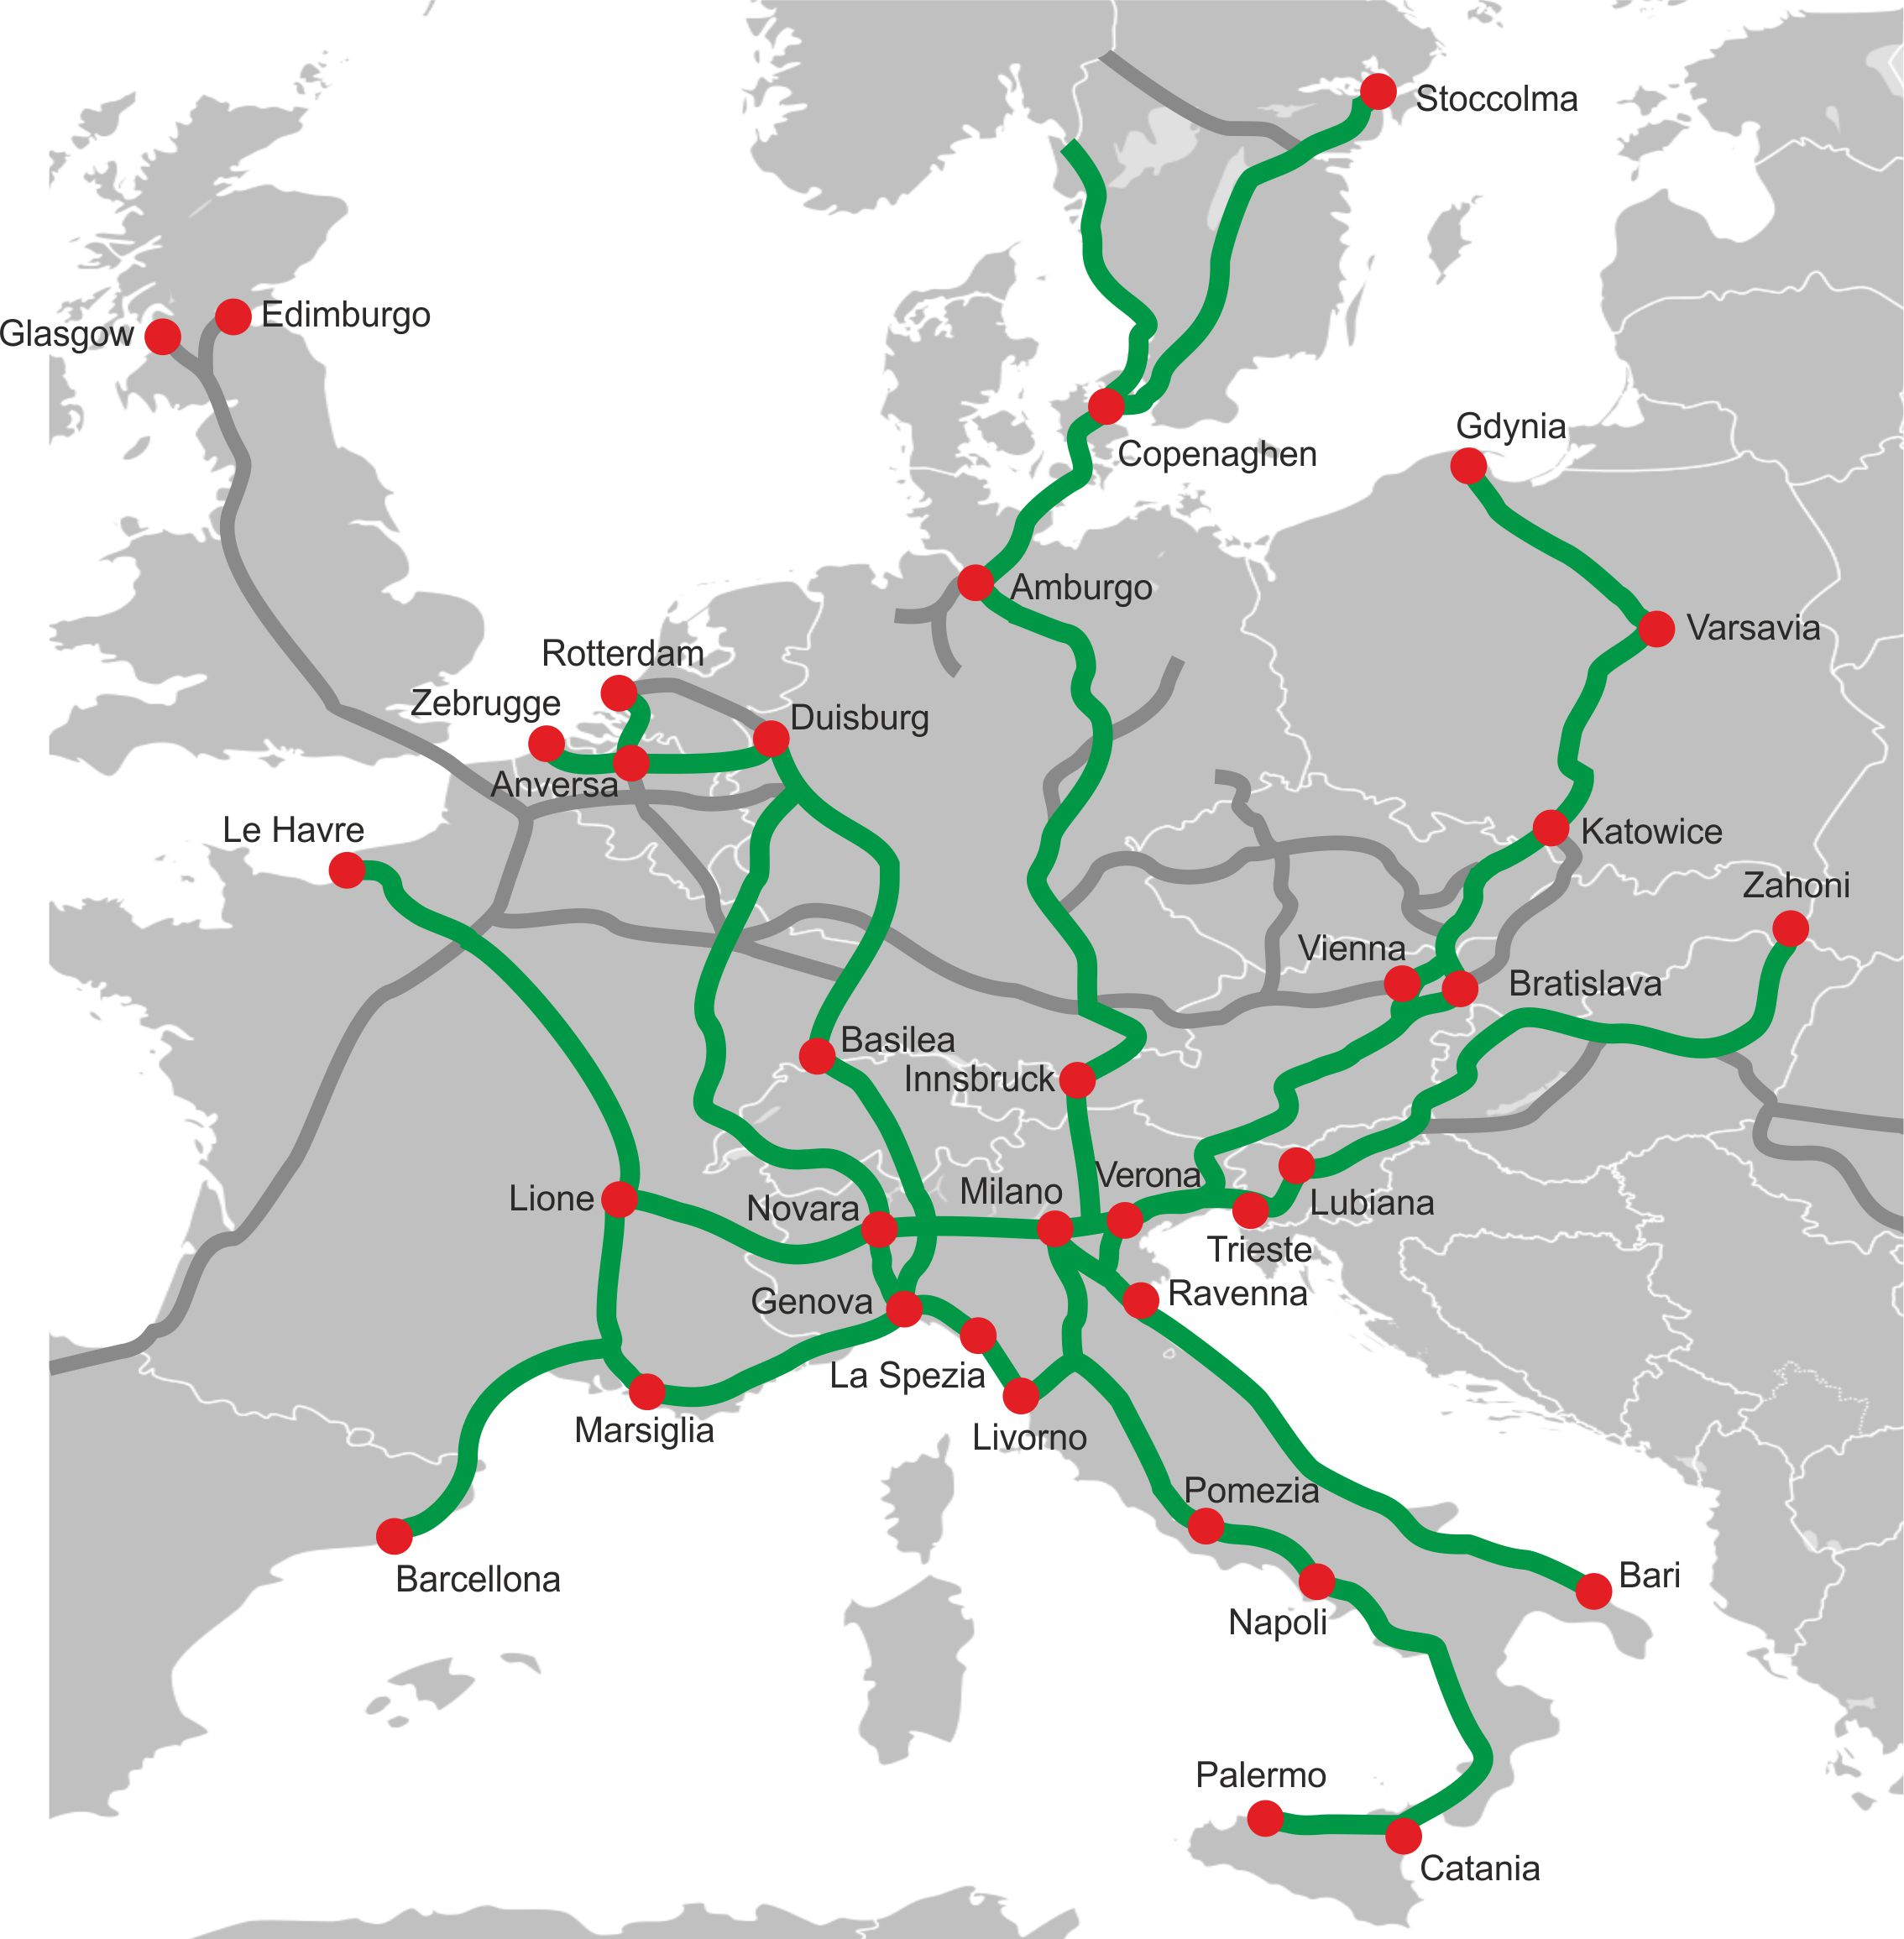 Stoccolma
Edimburgo
Glasgow
Gdynia
Copenaghen
Amburgo
Varsavia
Rotterdam
Zebrugge
Duisburg
Anversa
Le Havre
Katowice
Zahoni
Vienna
Bratislava
Basilea
Innsbruck
Verona
Lione
Milano
Novara
Lubiana
Trieste
Ravenna
Genova
La Spezia
Marsiglia
Livorno
Pomezia
Barcellona
Bari
Napoli
Palermo
Catania